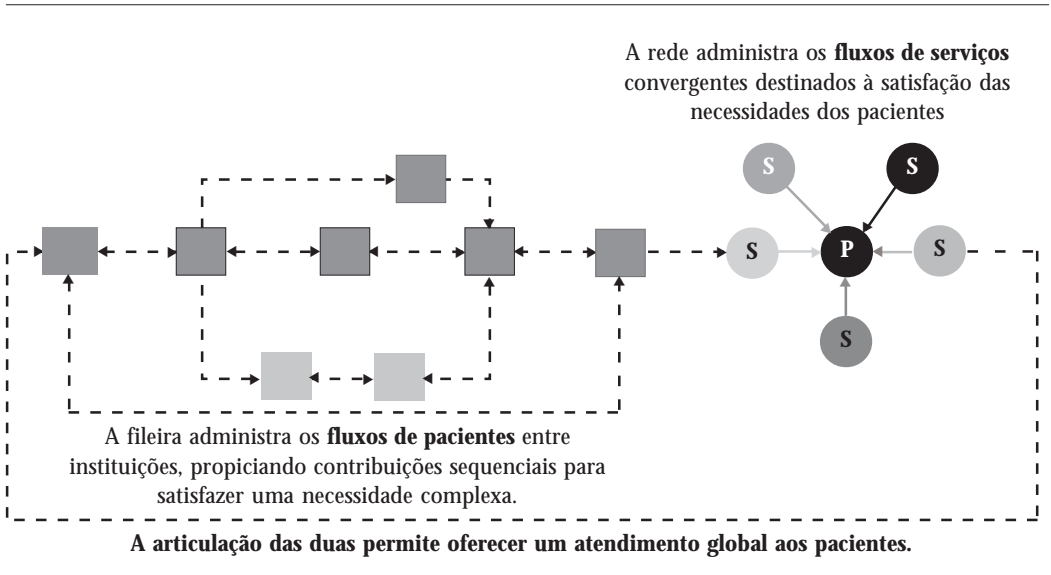 A rede administra os fluxos de serviços
convergentes destinados à satisfação das
necessidades dos pacientes
S
S
S
P
S
S
A fileira administra os fluxos de pacientes entre
instituições, propiciando contribuições sequenciais para
satisfazer uma necessidade complexa.
A articulação das duas permite oferecer um atendimento global aos pacientes.